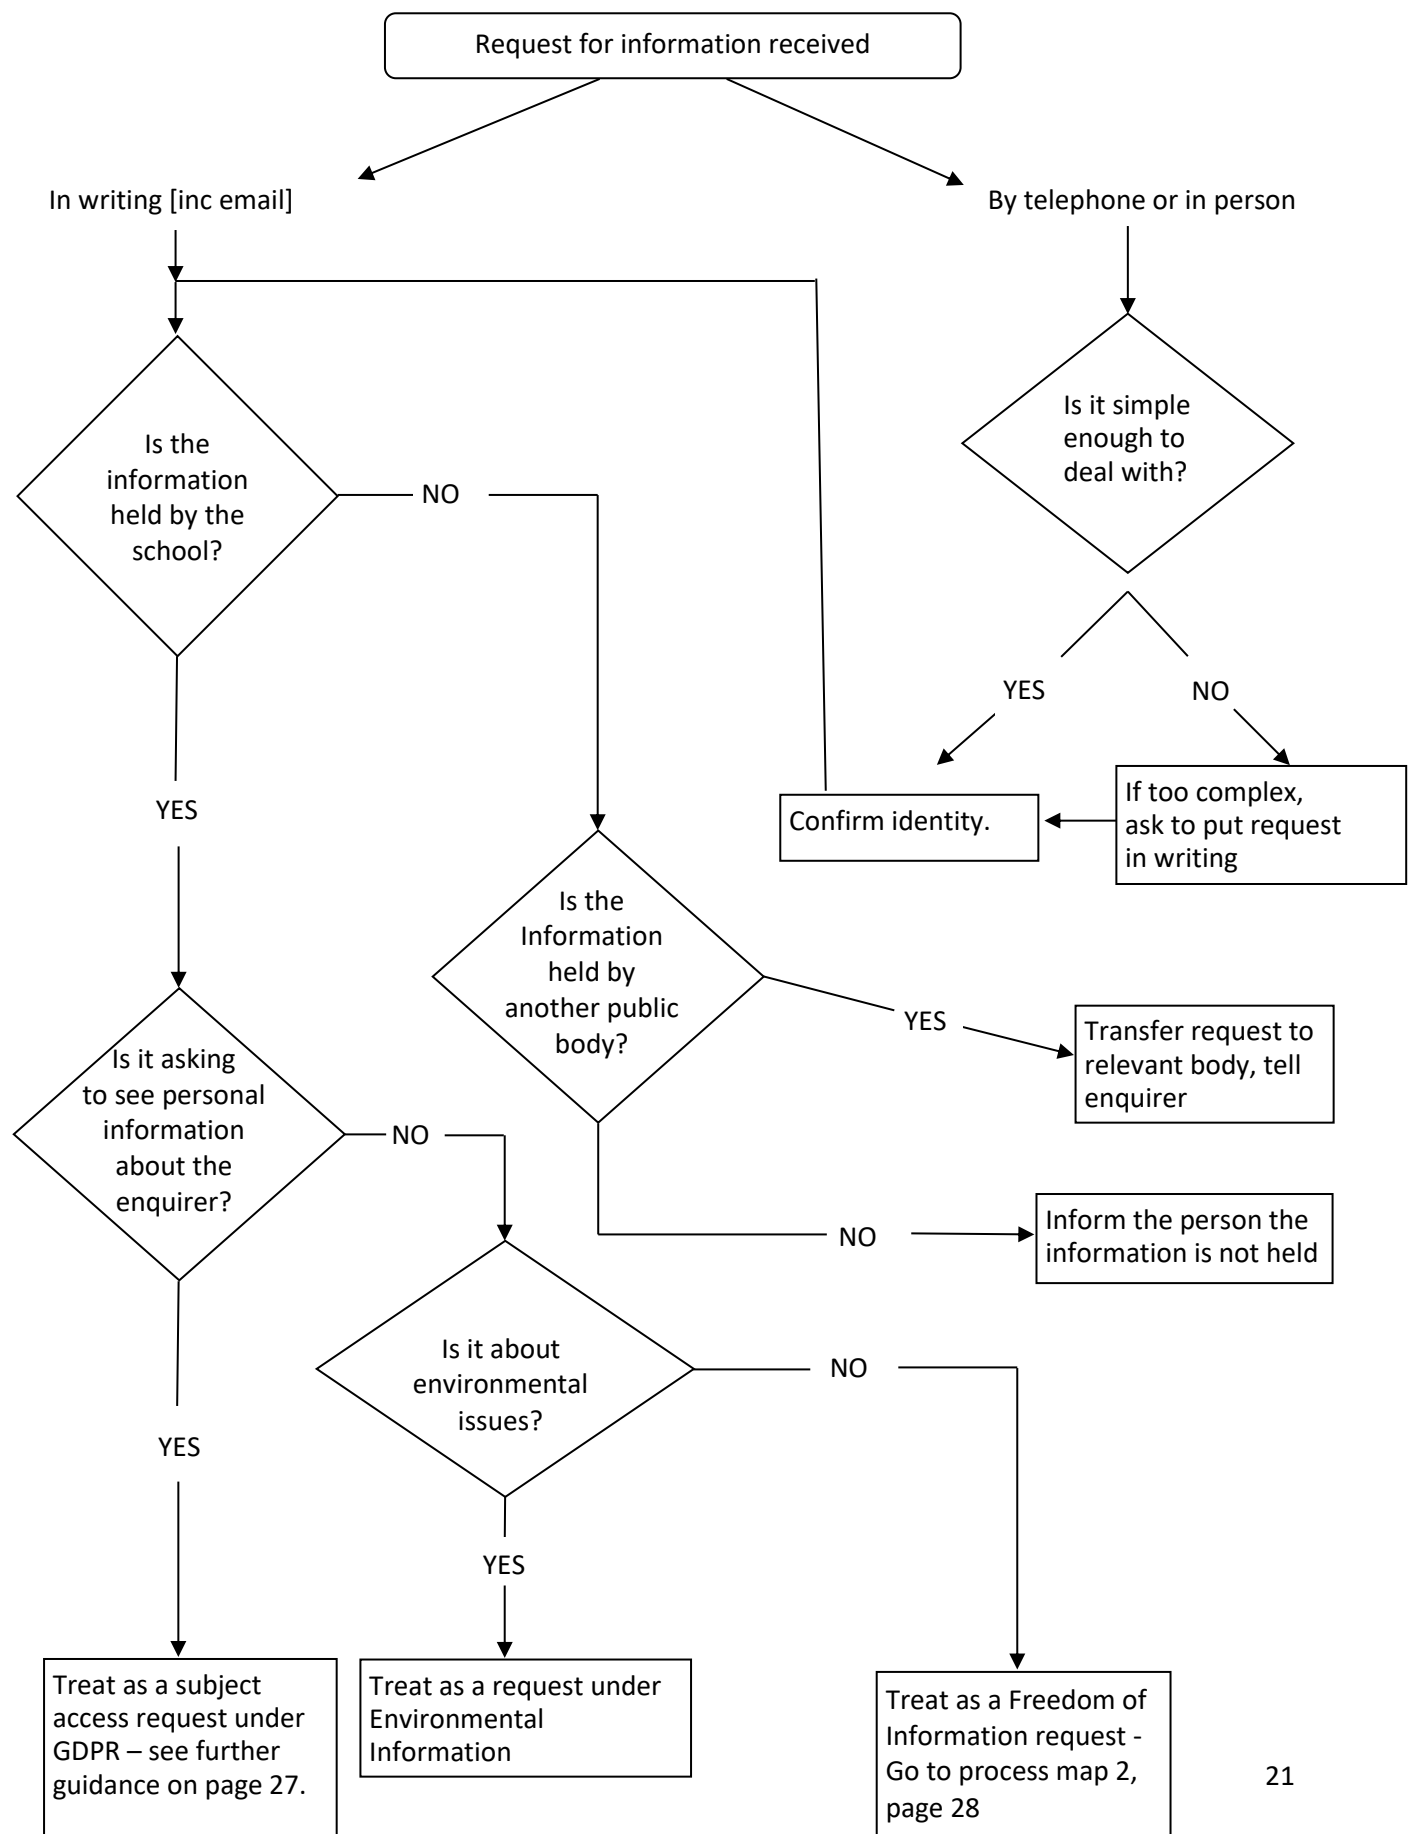 Request for information received
In writing [inc email]
By telephone or in person
Is it simple
enough to
deal with?
Is the
information
held by the
school?
NO
YES
NO
YES
If too complex,
ask to put request
in writing
Confirm identity.
Is the
Information
held by
another public
body?
YES
Transfer request to
relevant body, tell
enquirer
Is it asking
to see personal
information
about the
enquirer?
NO
NO
Inform the person the
information is not held
Is it about
environmental
issues?
NO
YES
YES
Treat as a subject
access request under
GDPR – see further
guidance on page 27.
Treat as a request under
Environmental
Information
Treat as a Freedom of
Information request -
Go to process map 2,
page 28
21